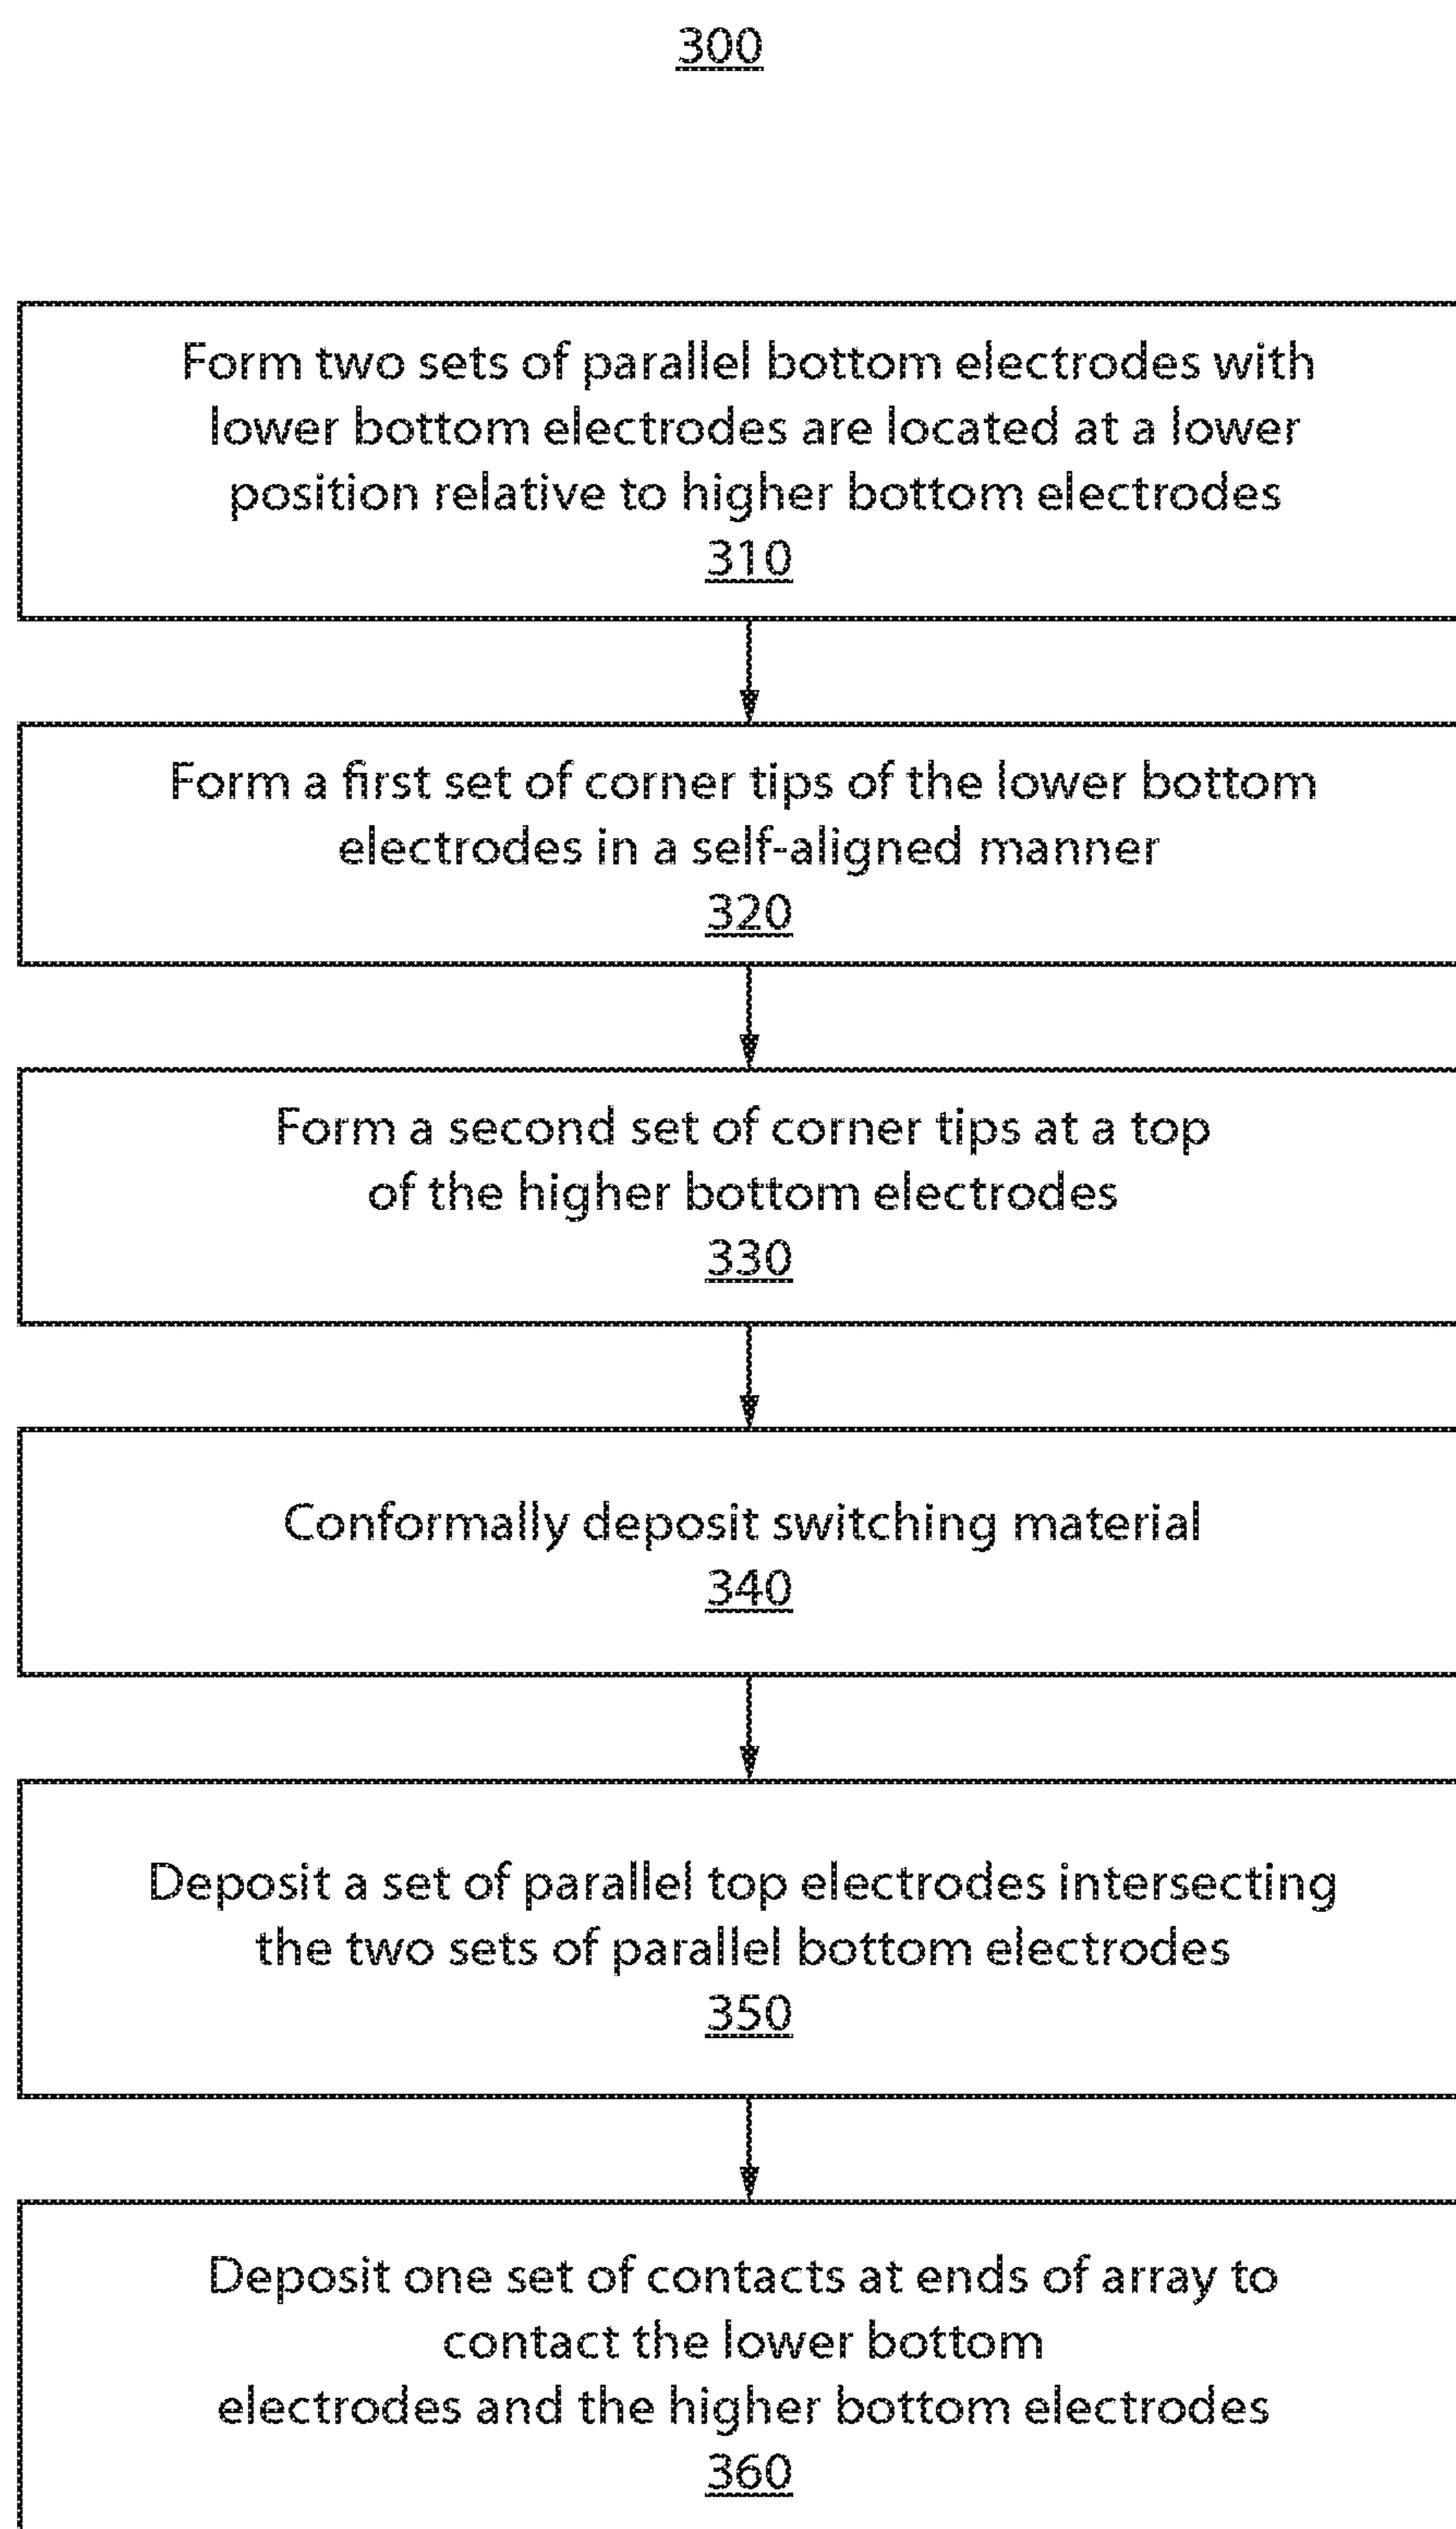 300
Form two sets of parallel bottom electrodes with
lower bottom electrodes are located at a lower
position relative to higher bottom electrodes
310
Form a first set of corner tips of the lower bottom
electrodes in a self-aligned manner
320
Form a second set of corner tips at a top
of the higher bottom electrodes
330
Conformally deposit switching material
340
Deposit a set of parallel top electrodes intersecting
the two sets of parallel bottom electrodes
350
Deposit one set of contacts at ends of array to
contact the lower bottom
electrodes and the higher bottom electrodes
360